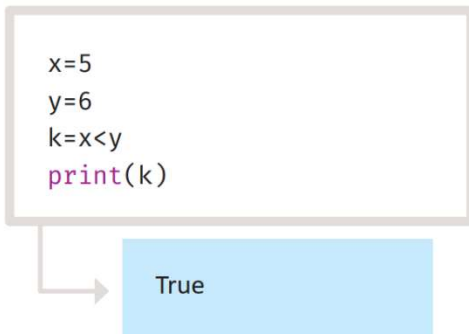 x=5
y=6
k=x<y
print(k)
True